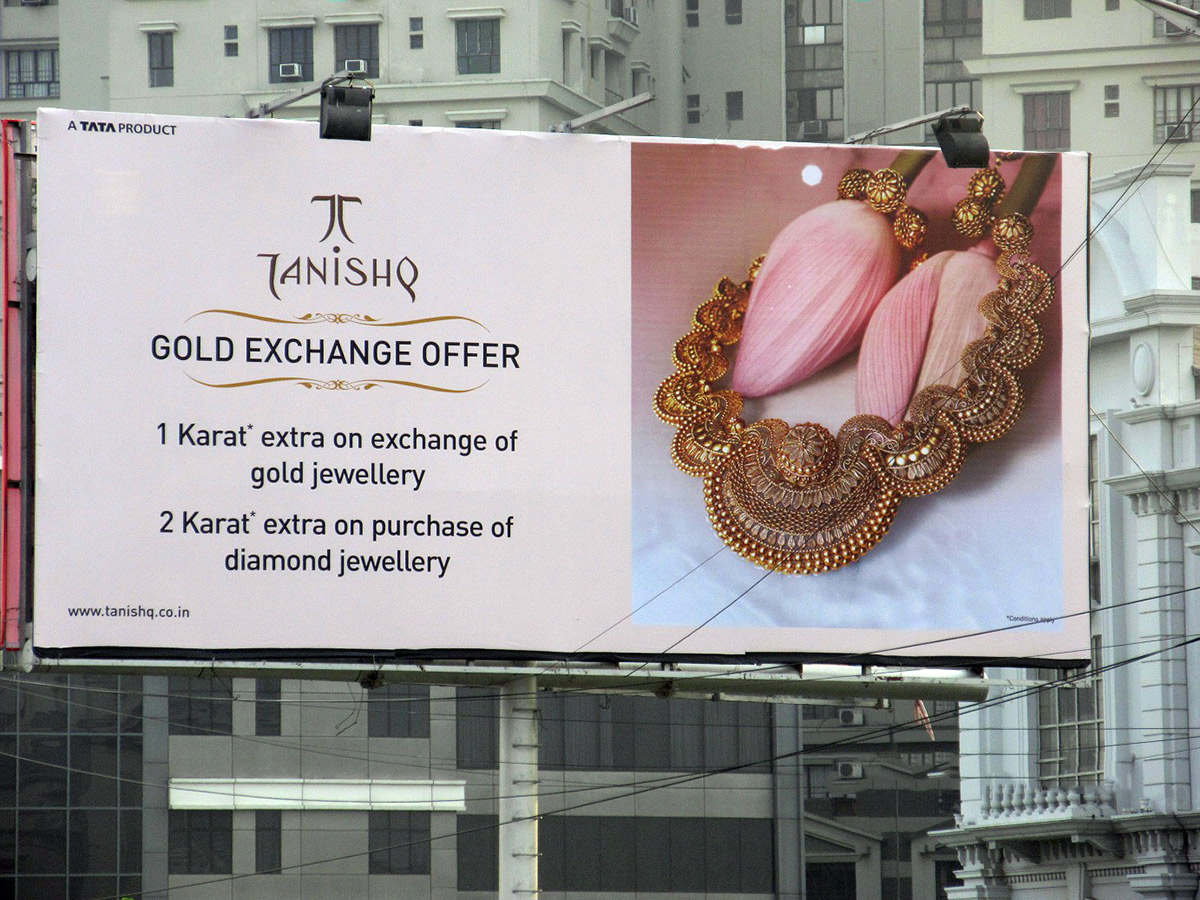 A TATA PRODUCT
TANISHQ
GOLD EXCHANGE OFFER
1 Karat* extra on exchange of
gold jewellery
2 Karat* extra on purchase of
diamond jewellery
www.tanishq.co.in
*Conditions apply